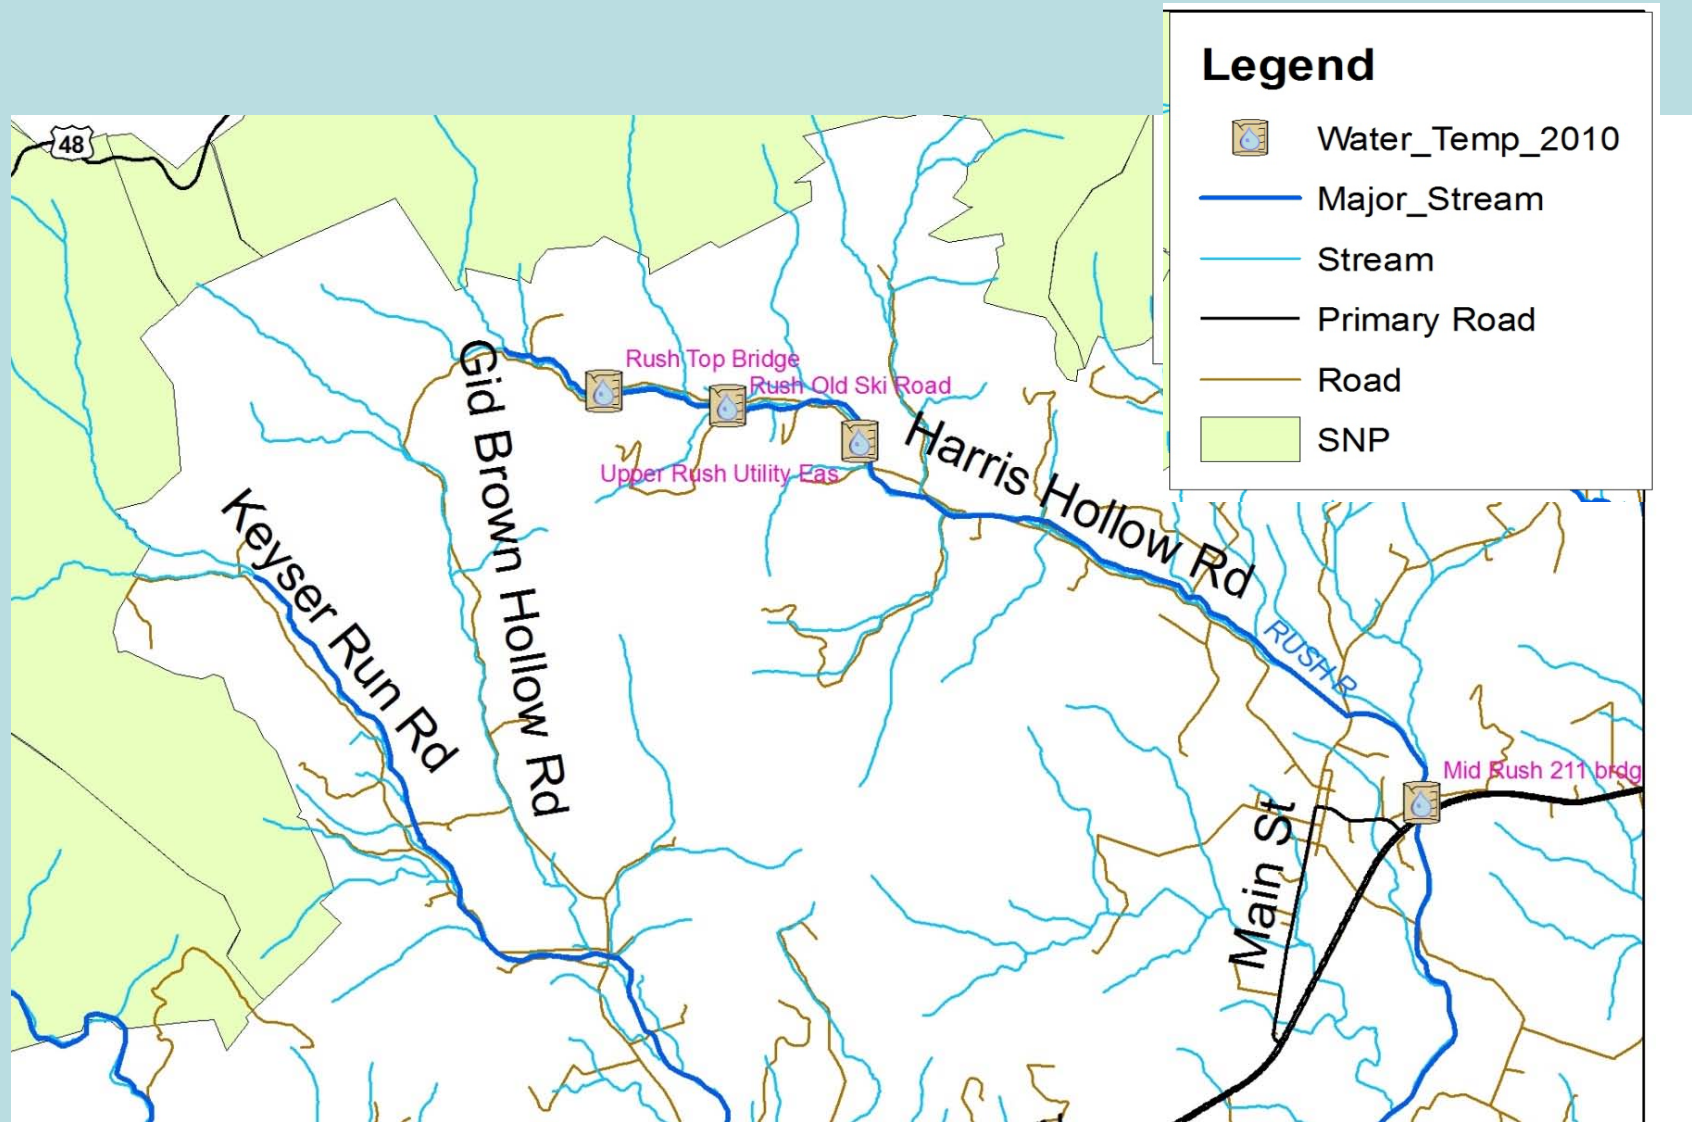 Legend
Water_Temp_2010
Major_Stream
Stream
Primary Road
Road
SNP
48
Rush Top Bridge
Rush Old Ski Road
Upper Rush Utility Eas
Gid Brown Hollow Rd
Harris Hollow Rd
Keyser Run Rd
RUSH R
Mid Rush 211 brdg
Main St